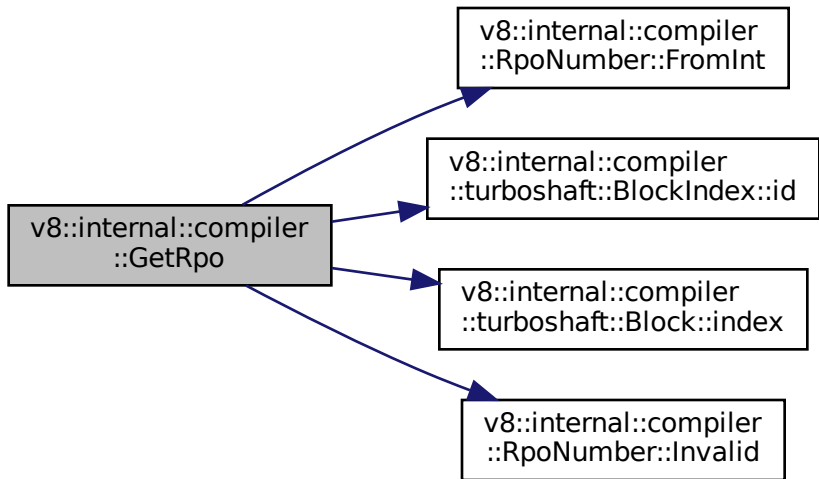 v8::internal::compiler
::RpoNumber::FromInt
v8::internal::compiler
::turboshaft::BlockIndex::id
v8::internal::compiler
::GetRpo
v8::internal::compiler
::turboshaft::Block::index
v8::internal::compiler
::RpoNumber::Invalid